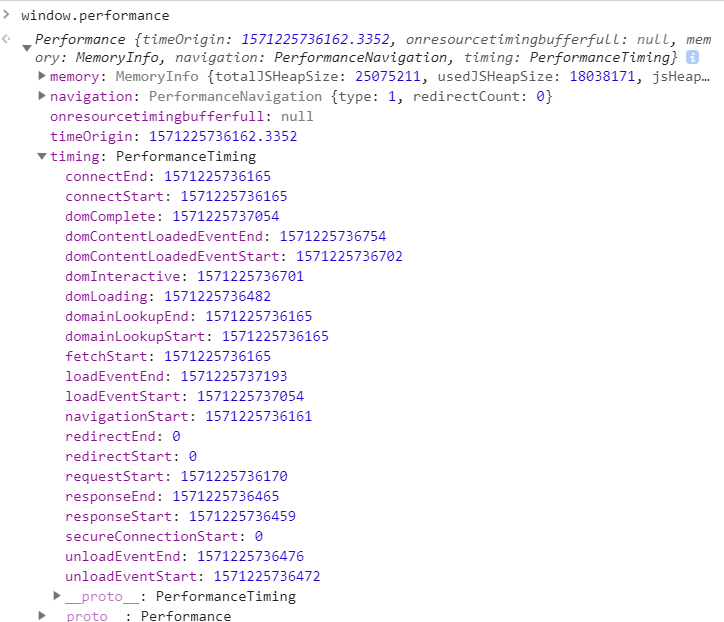 window.performance
Performance {timeOrigin: 1571225736162.3352, onresourcetimingbufferfull: null, mem
ory: MemoryInfo, navigation: PerformanceNavigation, timing: PerformanceTiming}
memory: MemoryInfo {totalJSHeapSize: 25075211, usedJSHeapSize: 18038171, jsHeap…
navigation: PerformanceNavigation {type: 1, redirectCount: 0}
onresourcetimingbufferfull: null
timeOrigin: 1571225736162.3352
timing: PerformanceTiming
connectEnd: 1571225736165
connectStart: 1571225736165
domComplete: 1571225737054
domContentLoadedEventEnd: 1571225736754
domContentLoadedEventStart: 1571225736702
domInteractive: 1571225736701
domLoading: 1571225736482
domainLookupEnd: 1571225736165
domainLookupStart: 1571225736165
fetchStart: 1571225736165
loadEventEnd: 1571225737193
loadEventStart: 1571225737054
navigationStart: 1571225736161
redirectEnd: 0
redirectStart: 0
requestStart: 1571225736170
responseEnd: 1571225736465
responseStart: 1571225736459
secureConnectionStart: 0
unloadEventEnd: 1571225736476
unloadEventStart: 1571225736472
__proto__: PerformanceTiming
__proto__: Performance